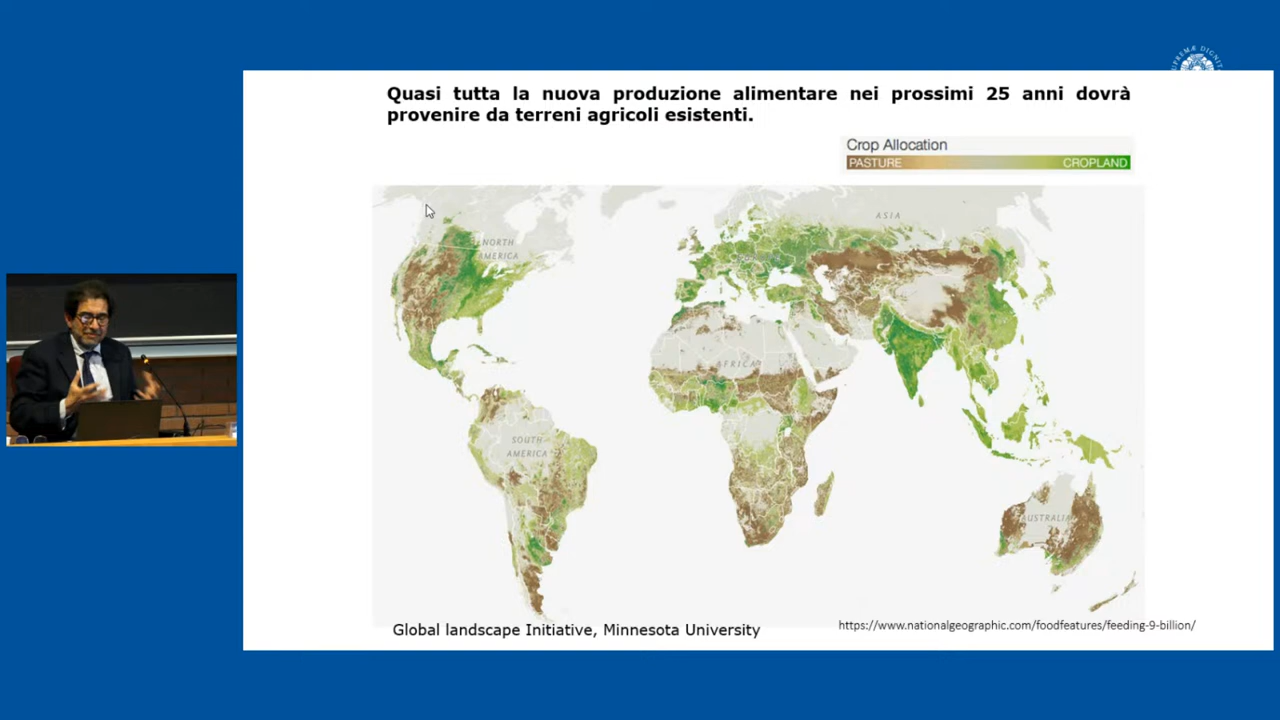 SUPREMÆ DIGNIT
Quasi tutta la nuova produzione alimentare nei prossimi 25 anni dovrà
provenire da terreni agricoli esistenti.
Crop Allocation
PASTURE CROPLAND
ASIA
NORTH
AMERICA
AFRICA
SOUTH
AMERICA
AUSTRALIA
Global landscape Initiative, Minnesota University
https://www.nationalgeographic.com/foodfeatures/feeding-9-billion/